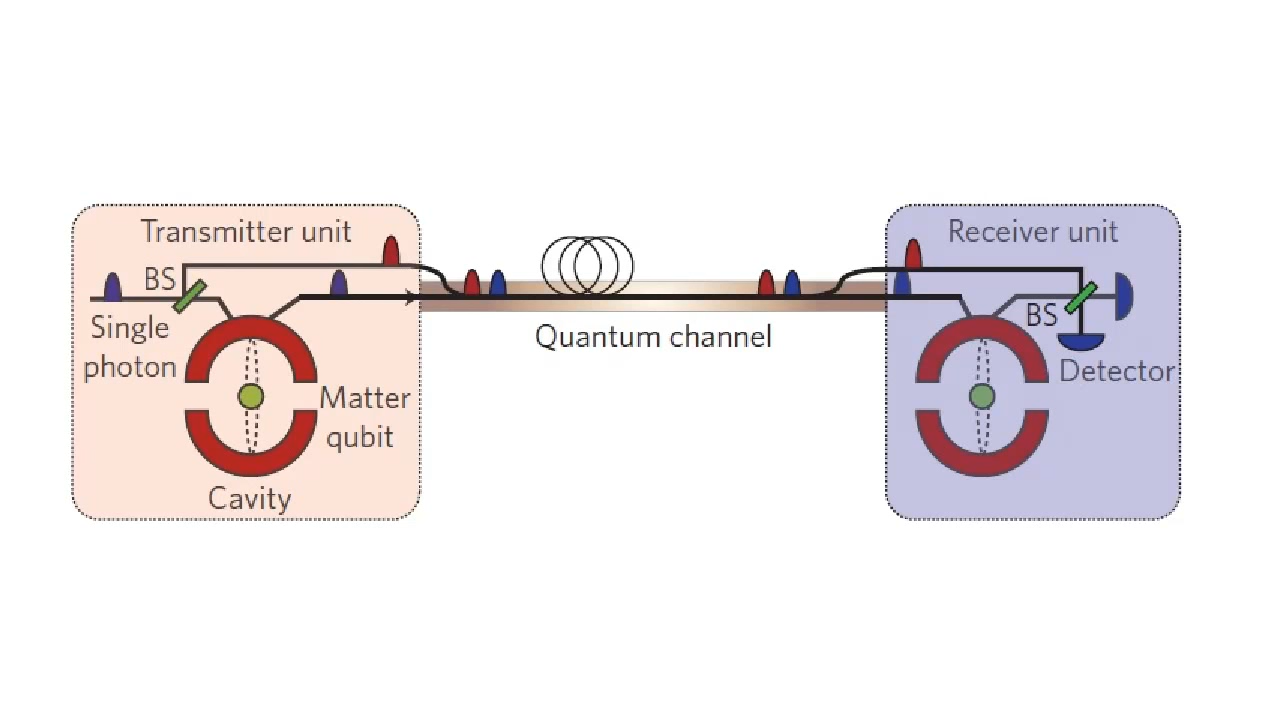 Transmitter unit
BS
Single
photon
Matter
qubit
Cavity
Quantum channel
Receiver unit
BS
Detector